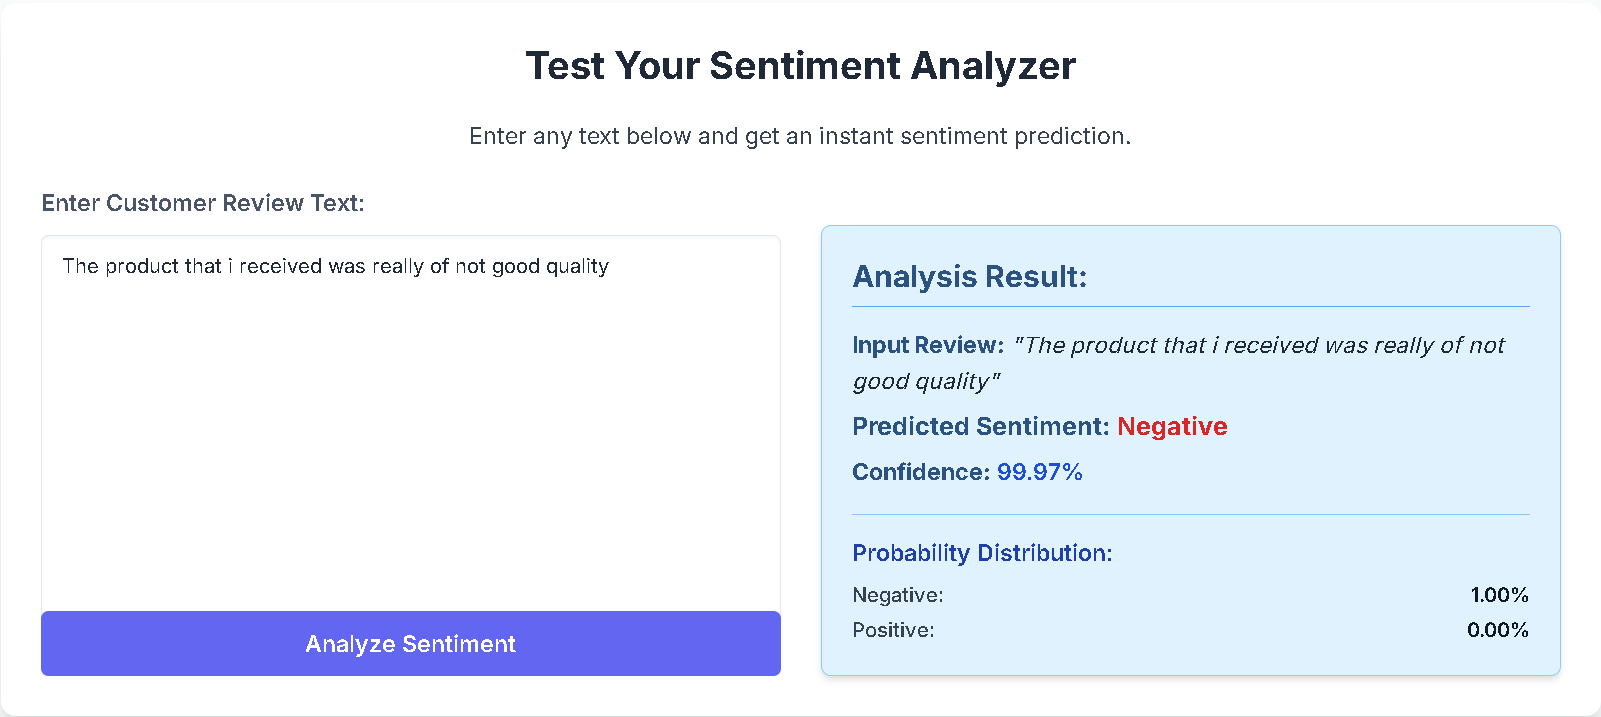 Test Your Sentiment Analyzer
Enter any text below and get an instant sentiment prediction.
Enter Customer Review Text:
The product that i received was really of not good quality
Analyze Sentiment
Analysis Result:
Input Review: "The product that i received was really of not
good quality"
Predicted Sentiment: Negative
Confidence: 99.97%
Probability Distribution:
Negative: 1.00%
Positive: 0.00%